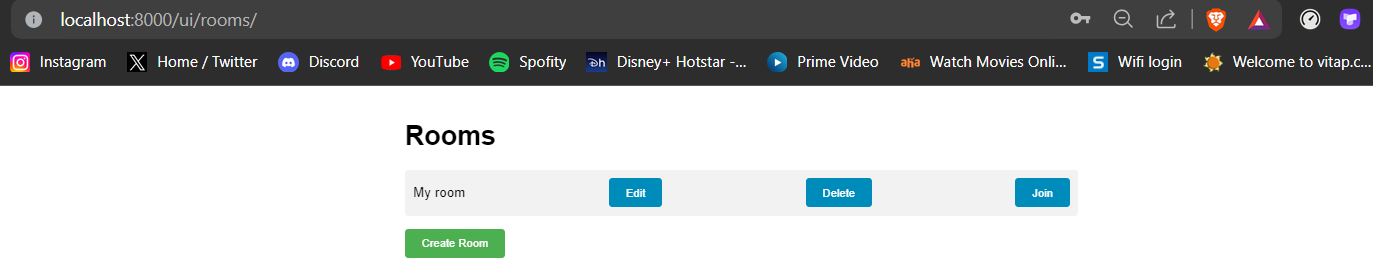 localhost:8000/ui/rooms/
Instagram Home / Twitter Discord YouTube Spofity Disney+ Hotstar -... Prime Video aha Watch Movies Onli... S Wifi login Welcome to vitap.c...
Rooms
My room Edit Delete Join
Create Room